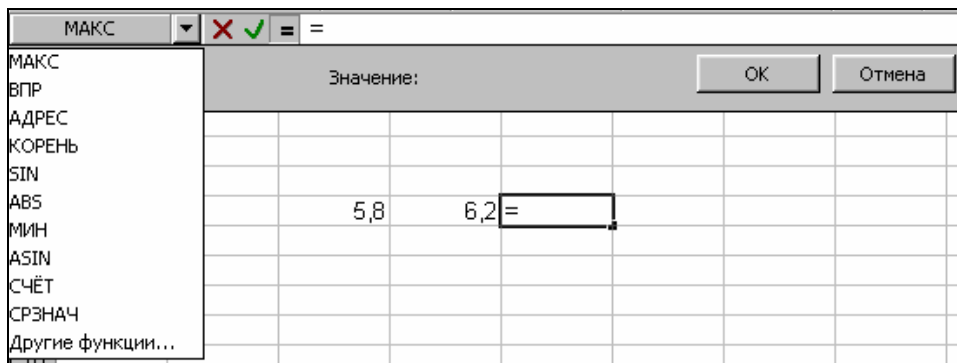 МАКС = =
МАКС
ВПР
АДРЕС
КОРЕНЬ
SIN
ABS
МИН
ASIN
СЧЁТ
СРЗНАЧ
Другие функции...
Значение: OK Отмена
5,8 6,2 =